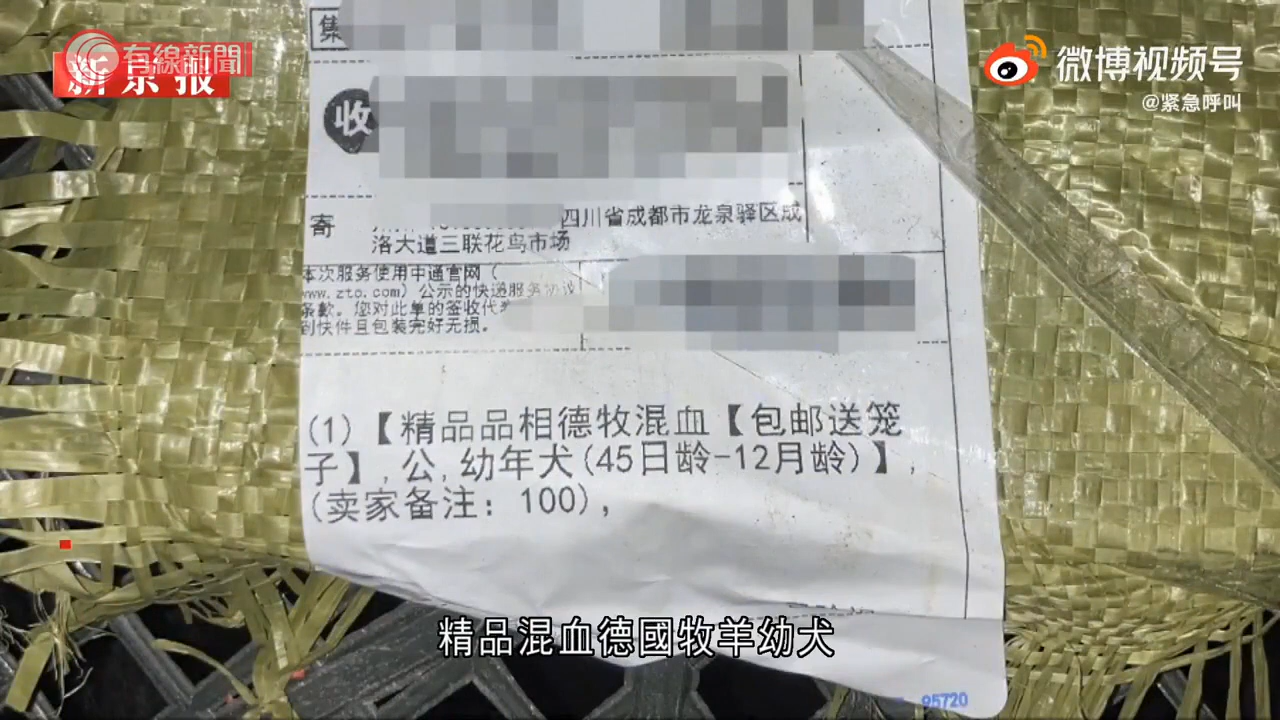 有線新聞
新京报
微博视频号
@紧急呼叫
集
收
寄
四川省成都市龙泉驿区成
洛大道三联花鸟市场
本次服务使用中通官网（
www.zto.com）公示的快递服务协议
条款。您对此单的签收代表
到快件且包装完好无损。
(1)【精品品相德牧混血【包邮送笼
子】,公,幼年犬(45日龄-12月龄)】,
(卖家备注: 100),
精品混血德國牧羊幼犬
95720